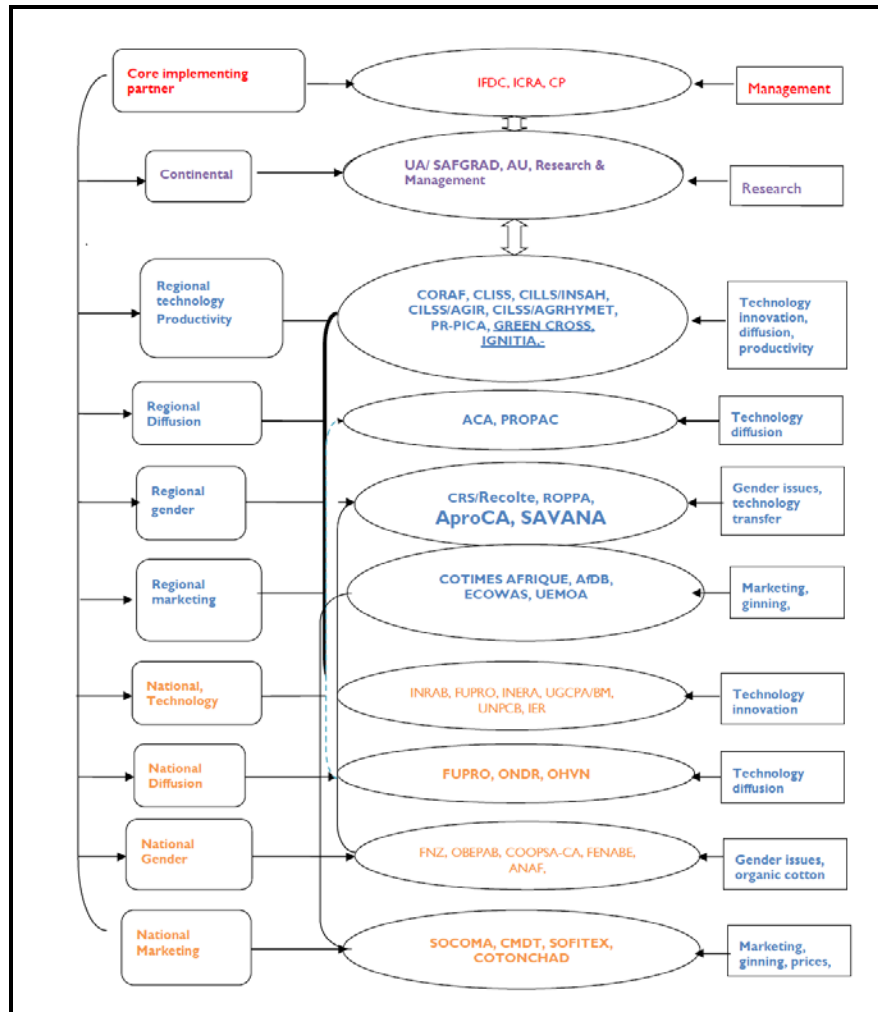 Core implementing
partner
IFDC, ICRA, CP
Management
Continental
UA/ SAFGRAD, AU, Research &
Management
Research
Regional
technology
Productivity
CORAF, CLISS, CILLS/INSAH,
CILSS/AGIR, CILSS/AGRHYMET,
PR-PICA, GREEN CROSS,
IGNITIA,-
Technology
innovation,
diffusion,
productivity
Regional
Diffusion
ACA, PROPAC
Technology
diffusion
Regional
gender
CRS/Recolte, ROPPA,
AproCA, SAVANA
Gender issues,
technology
transfer
Regional
marketing
COTIMES AFRIQUE, AfDB,
ECOWAS, UEMOA
Marketing,
ginning,
National,
Technology
INRAB, FUPRO, INERA, UGCPA/BM,
UNPCB, IER
Technology
innovation
National
Diffusion
FUPRO, ONDR, OHVN
Technology
diffusion
National
Gender
FNZ, OBEPAB, COOPSA-CA, FENABE,
ANAF,
Gender issues,
organic cotton
National
Marketing
SOCOMA, CMDT, SOFITEX,
COTONCHAD
Marketing,
ginning, prices,